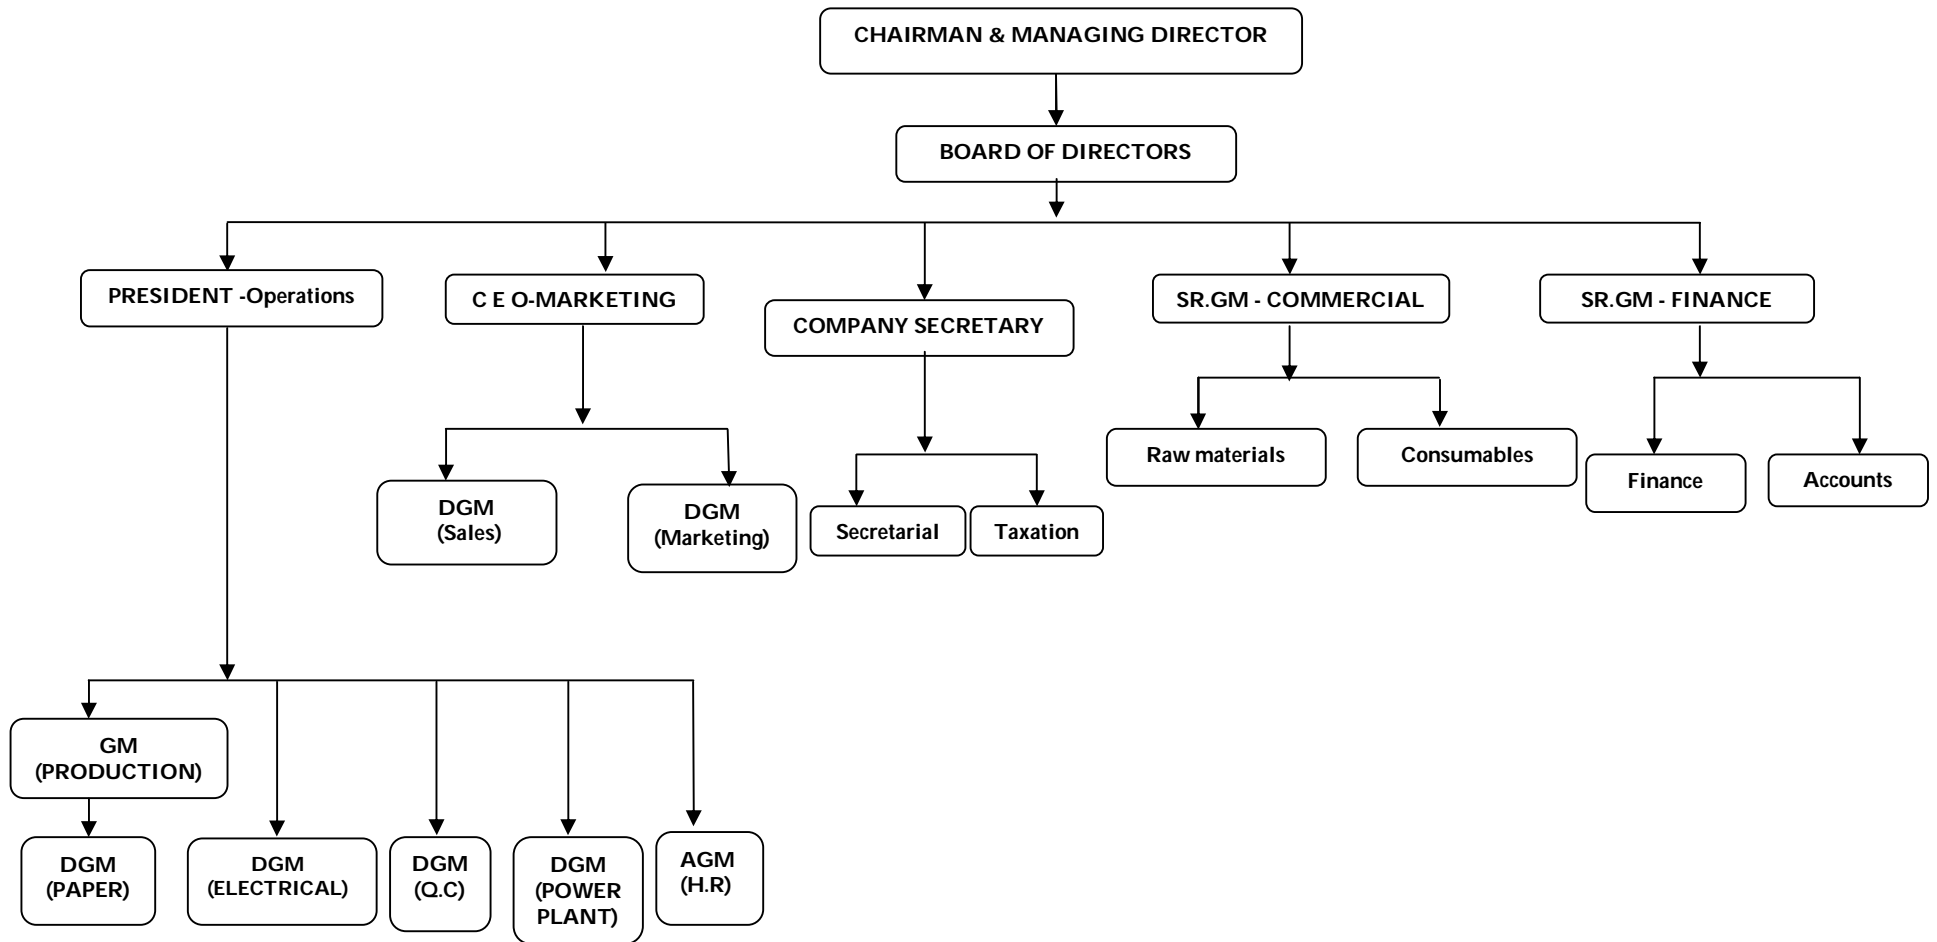 CHAIRMAN & MANAGING DIRECTOR
BOARD OF DIRECTORS
PRESIDENT -Operations
C E O-MARKETING
COMPANY SECRETARY
SR.GM - COMMERCIAL
SR.GM - FINANCE
DGM
(Sales)
DGM
(Marketing)
Secretarial
Taxation
Raw materials
Consumables
Finance
Accounts
GM
(PRODUCTION)
DGM
(PAPER)
DGM
(ELECTRICAL)
DGM
(Q.C)
DGM
(POWER
PLANT)
AGM
(H.R)